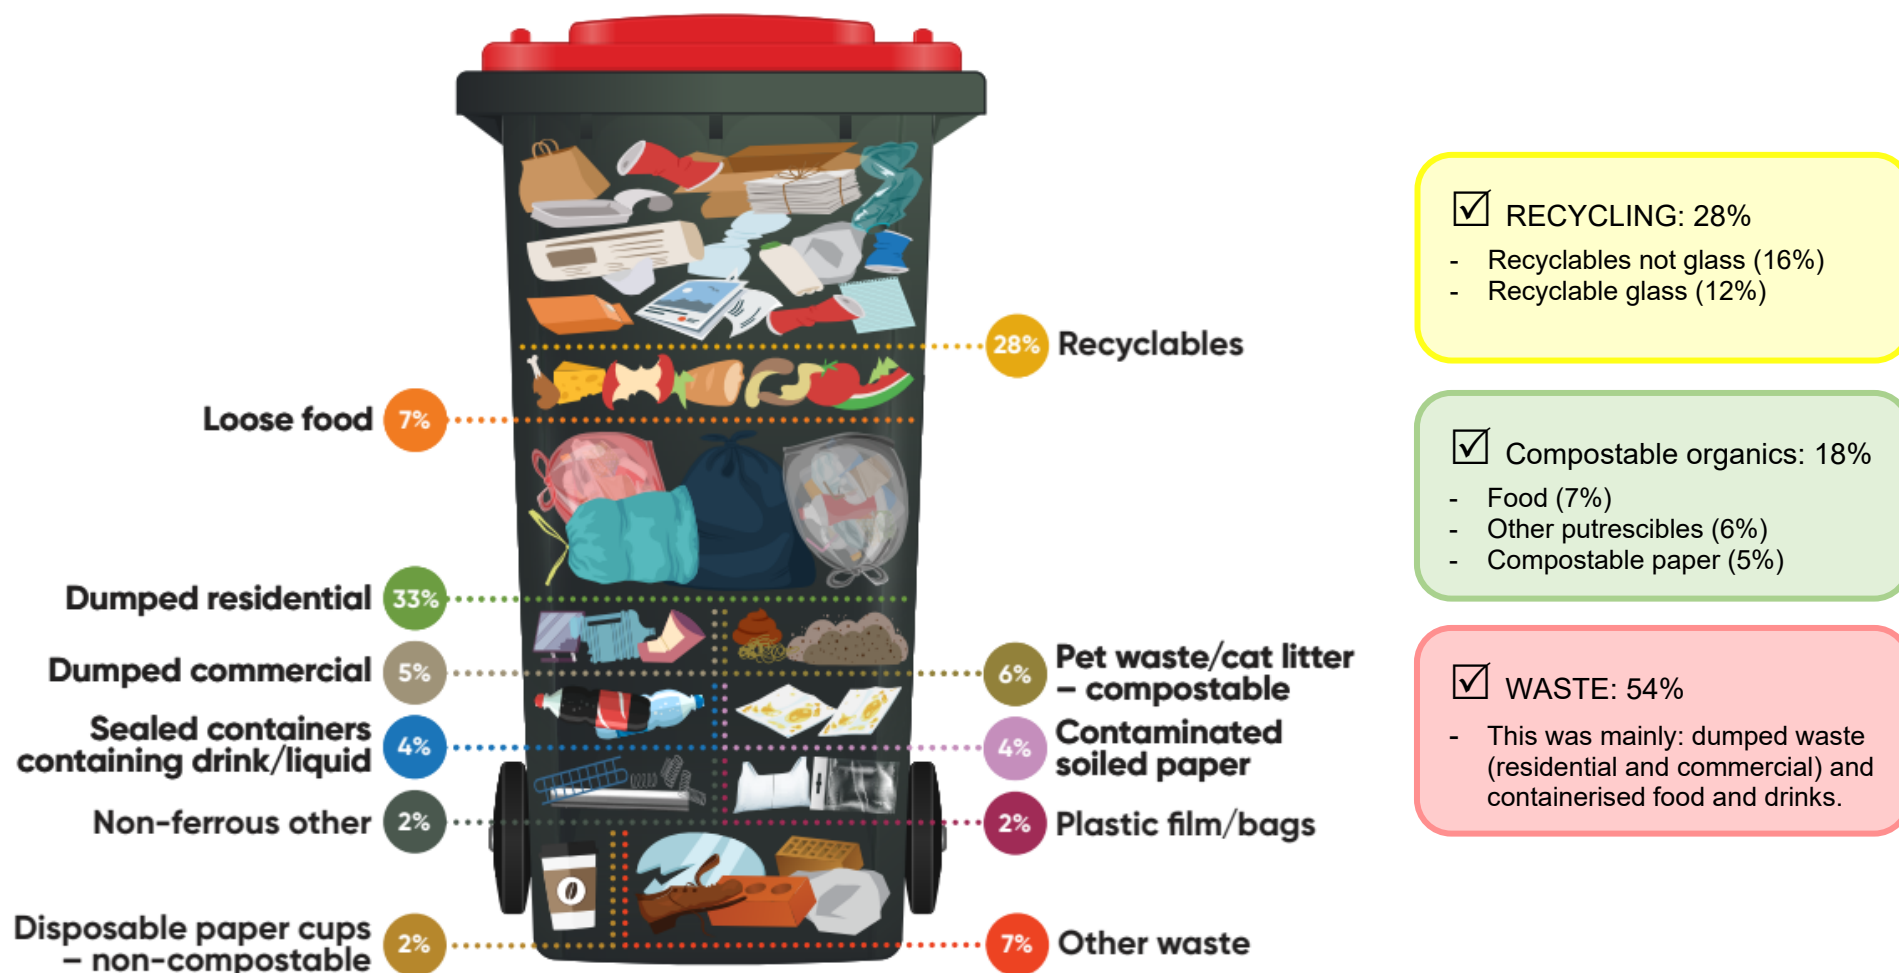 28% Recyclables
Loose food 7%
Dumped residential 33%
Dumped commercial 5%
6% Pet waste/cat litter
– compostable
Sealed containers
containing drink/liquid 4%
4% Contaminated
soiled paper
Non-ferrous other 2%
2% Plastic film/bags
Disposable paper cups
– non-compostable 2%
7% Other waste
☑ RECYCLING: 28%
- Recyclables not glass (16%)
- Recyclable glass (12%)
☑ Compostable organics: 18%
- Food (7%)
- Other putrescibles (6%)
- Compostable paper (5%)
☑ WASTE: 54%
- This was mainly: dumped waste
(residential and commercial) and
containerised food and drinks.